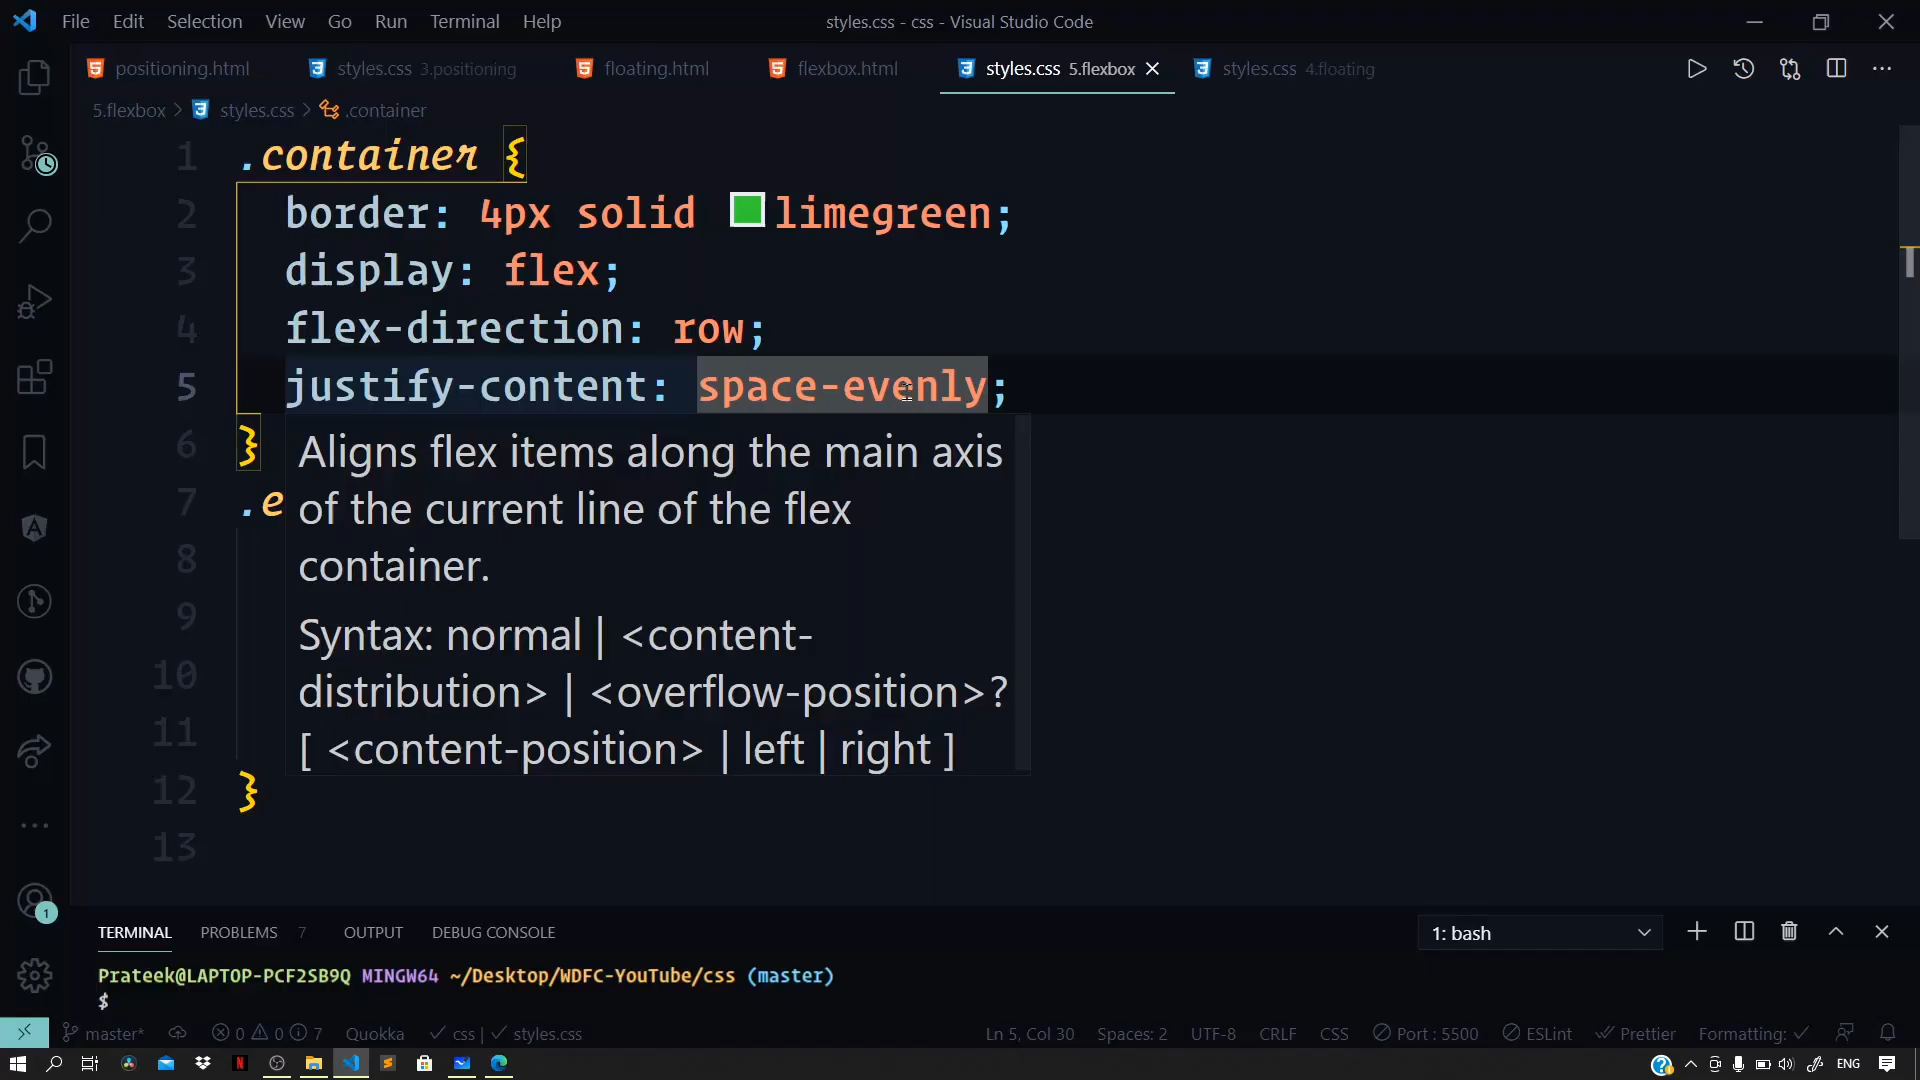 File Edit Selection View Go Run Terminal Help
styles.css - css - Visual Studio Code
positioning.html styles.css 3.positioning floating.html flexbox.html styles.css 5.flexbox styles.css 4.floating
5.flexbox > styles.css > .container
1 .container {
2 border: 4px solid limegreen;
3 display: flex;
4 flex-direction: row;
5 justify-content: space-evenly;
6 }
Aligns flex items along the main axis
7 .e
of the current line of the flex
8
container.
9
Syntax: normal | <content-
10
distribution> | <overflow-position>?
11
[ <content-position> | left | right ]
12 }
13
1
TERMINAL PROBLEMS 7 OUTPUT DEBUG CONSOLE 1: bash
Prateek@LAPTOP-PCF2SB9Q MINGW64 ~/Desktop/WDFC-YouTube/css (master)
$
master* 0 0 7 Quokka css | styles.css Ln 5, Col 30 Spaces: 2 UTF-8 CRLF CSS Port : 5500 ESLint Prettier Formatting:
ENG